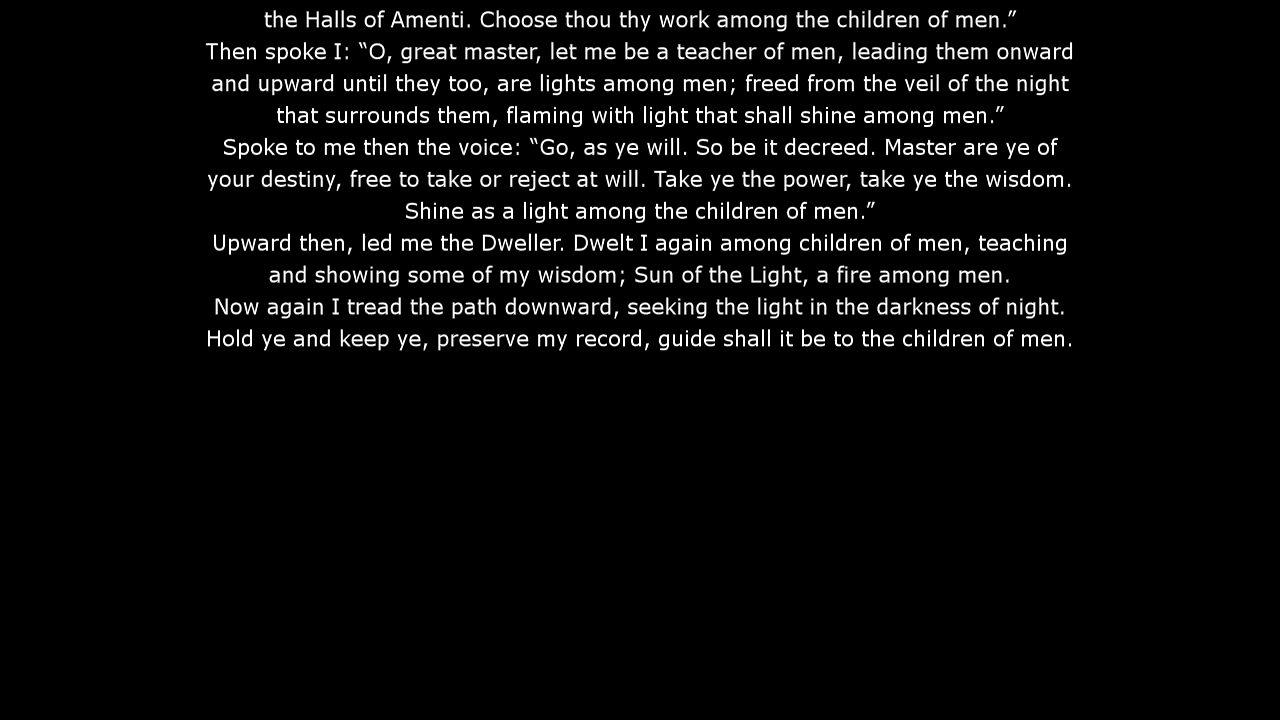 the Halls of Amenti. Choose thou thy work among the children of men.”
Then spoke I: “O, great master, let me be a teacher of men, leading them onward
and upward until they too, are lights among men; freed from the veil of the night
that surrounds them, flaming with light that shall shine among men.”
Spoke to me then the voice: “Go, as ye will. So be it decreed. Master are ye of
your destiny, free to take or reject at will. Take ye the power, take ye the wisdom.
Shine as a light among the children of men.”
Upward then, led me the Dweller. Dwelt I again among children of men, teaching
and showing some of my wisdom; Sun of the Light, a fire among men.
Now again I tread the path downward, seeking the light in the darkness of night.
Hold ye and keep ye, preserve my record, guide shall it be to the children of men.